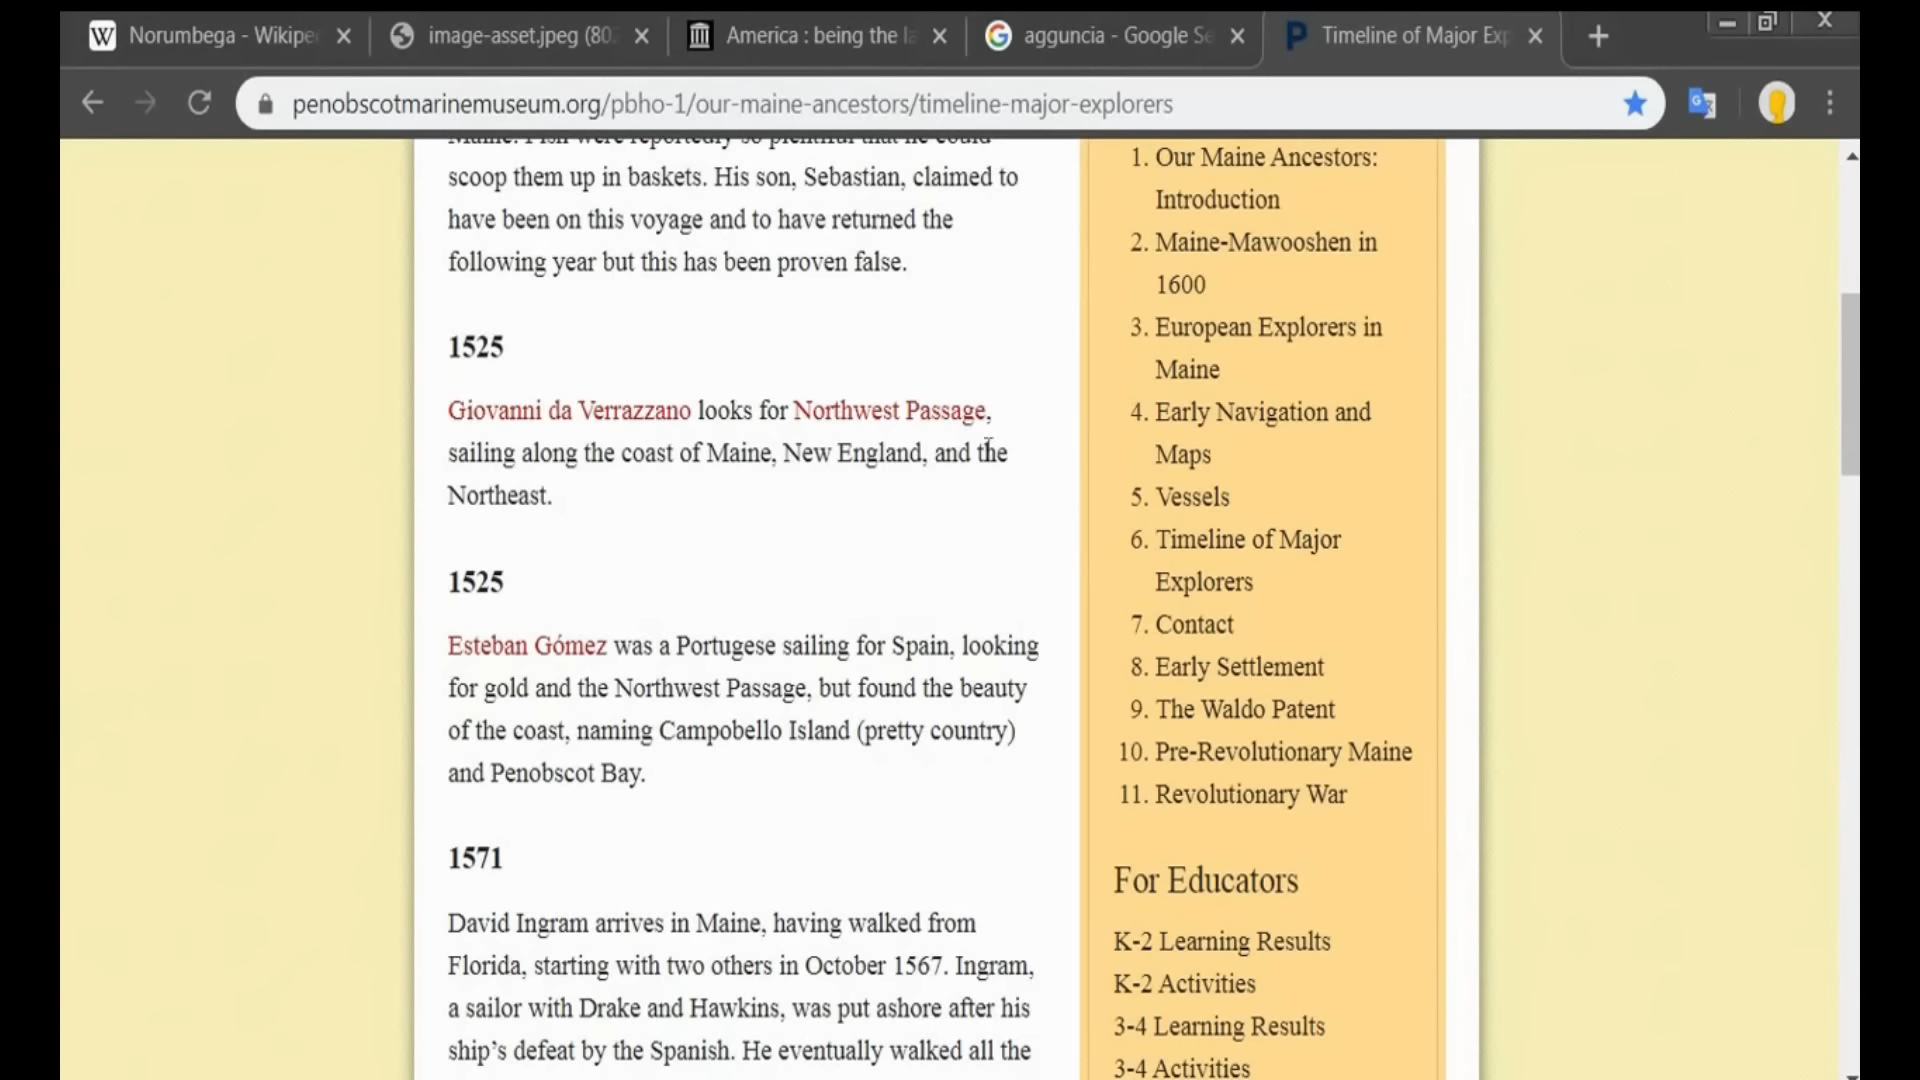 Norumbega - Wikipe
image-asset.jpeg (80
America : being the la
agguncia - Google Se
Timeline of Major Exp
penobscotmarinemuseum.org/pbho-1/our-maine-ancestors/timeline-major-explorers
Maine. Fish were reportedly so plentiful that he could
scoop them up in baskets. His son, Sebastian, claimed to
have been on this voyage and to have returned the
following year but this has been proven false.
1525
Giovanni da Verrazzano looks for Northwest Passage,
sailing along the coast of Maine, New England, and the
Northeast.
1525
Esteban Gómez was a Portugese sailing for Spain, looking
for gold and the Northwest Passage, but found the beauty
of the coast, naming Campobello Island (pretty country)
and Penobscot Bay.
1571
David Ingram arrives in Maine, having walked from
Florida, starting with two others in October 1567. Ingram,
a sailor with Drake and Hawkins, was put ashore after his
ship’s defeat by the Spanish. He eventually walked all the
1. Our Maine Ancestors:
Introduction
2. Maine-Mawooshen in
1600
3. European Explorers in
Maine
4. Early Navigation and
Maps
5. Vessels
6. Timeline of Major
Explorers
7. Contact
8. Early Settlement
9. The Waldo Patent
10. Pre-Revolutionary Maine
11. Revolutionary War
For Educators
K-2 Learning Results
K-2 Activities
3-4 Learning Results
3-4 Activities